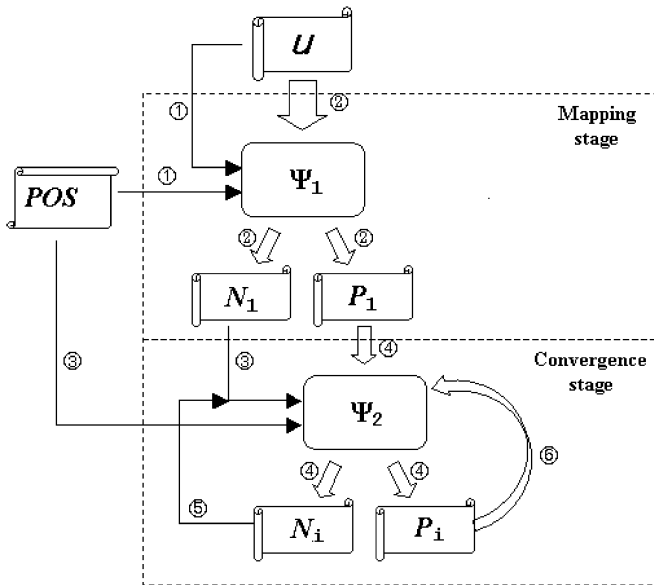 U
①
②
Mapping
stage
POS
①
Ψ1
②
②
N1
P1
③
③
④
Convergence
stage
Ψ2
④
④
⑤
⑥
Ni
Pi